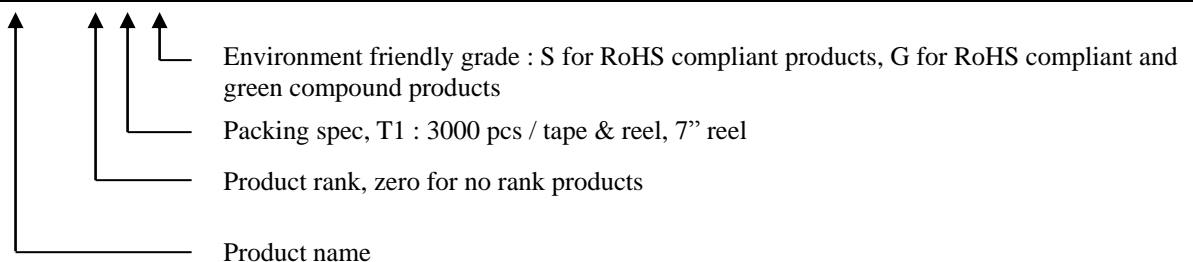 Environment friendly grade : S for RoHS compliant products, G for RoHS compliant and
green compound products
Packing spec, T1 : 3000 pcs / tape & reel, 7” reel
Product rank, zero for no rank products
Product name